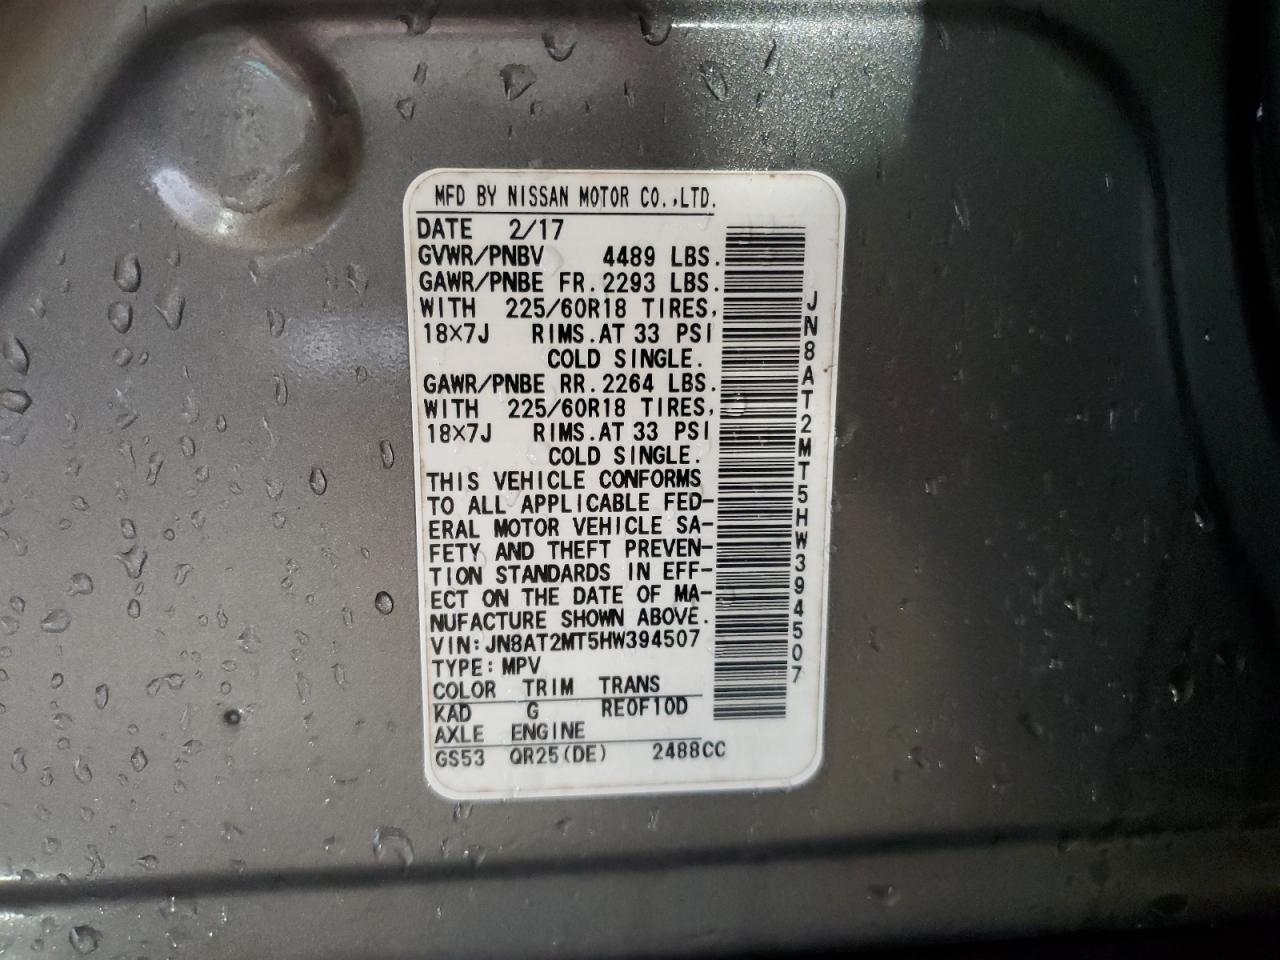 MFD BY NISSAN MOTOR CO.,LTD.
DATE 2/17
GVWR/PNBV 4489 LBS.
GAWR/PNBE FR. 2293 LBS.
WITH 225/60R18 TIRES,
18×7J RIMS.AT 33 PSI
COLD SINGLE.
GAWR/PNBE RR. 2264 LBS.
WITH 225/60R18 TIRES,
18×7J RIMS.AT 33 PSI
COLD SINGLE.
THIS VEHICLE CONFORMS
TO ALL APPLICABLE FED-
ERAL MOTOR VEHICLE SA-
FETY AND THEFT PREVEN-
TION STANDARDS IN EFF-
ECT ON THE DATE OF MA-
NUFACTURE SHOWN ABOVE.
VIN:JN8AT2MT5HW394507
TYPE:MPV
COLOR TRIM TRANS
KAD G RE0F10D
AXLE ENGINE
GS53 QR25(DE) 2488CC
JN8AT2MT5HW394507